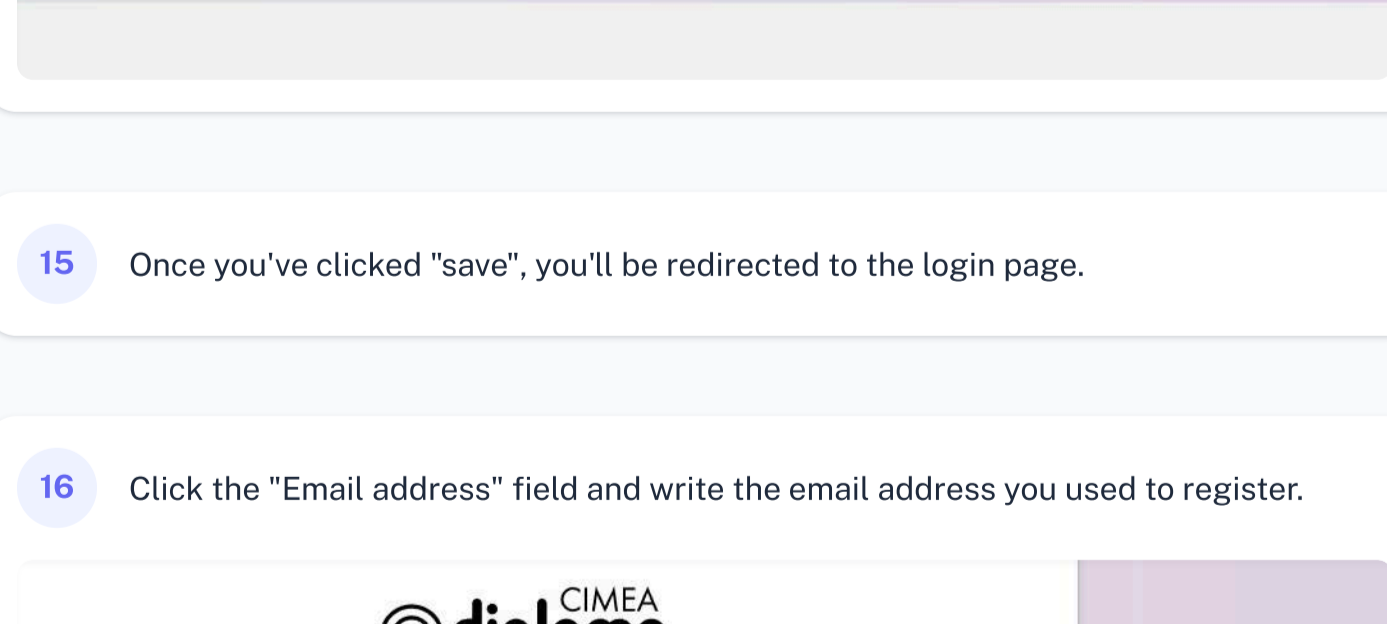 15
Once you've clicked "save", you'll be redirected to the login page.
16
Click the "Email address" field and write the email address you used to register.
CIMEA